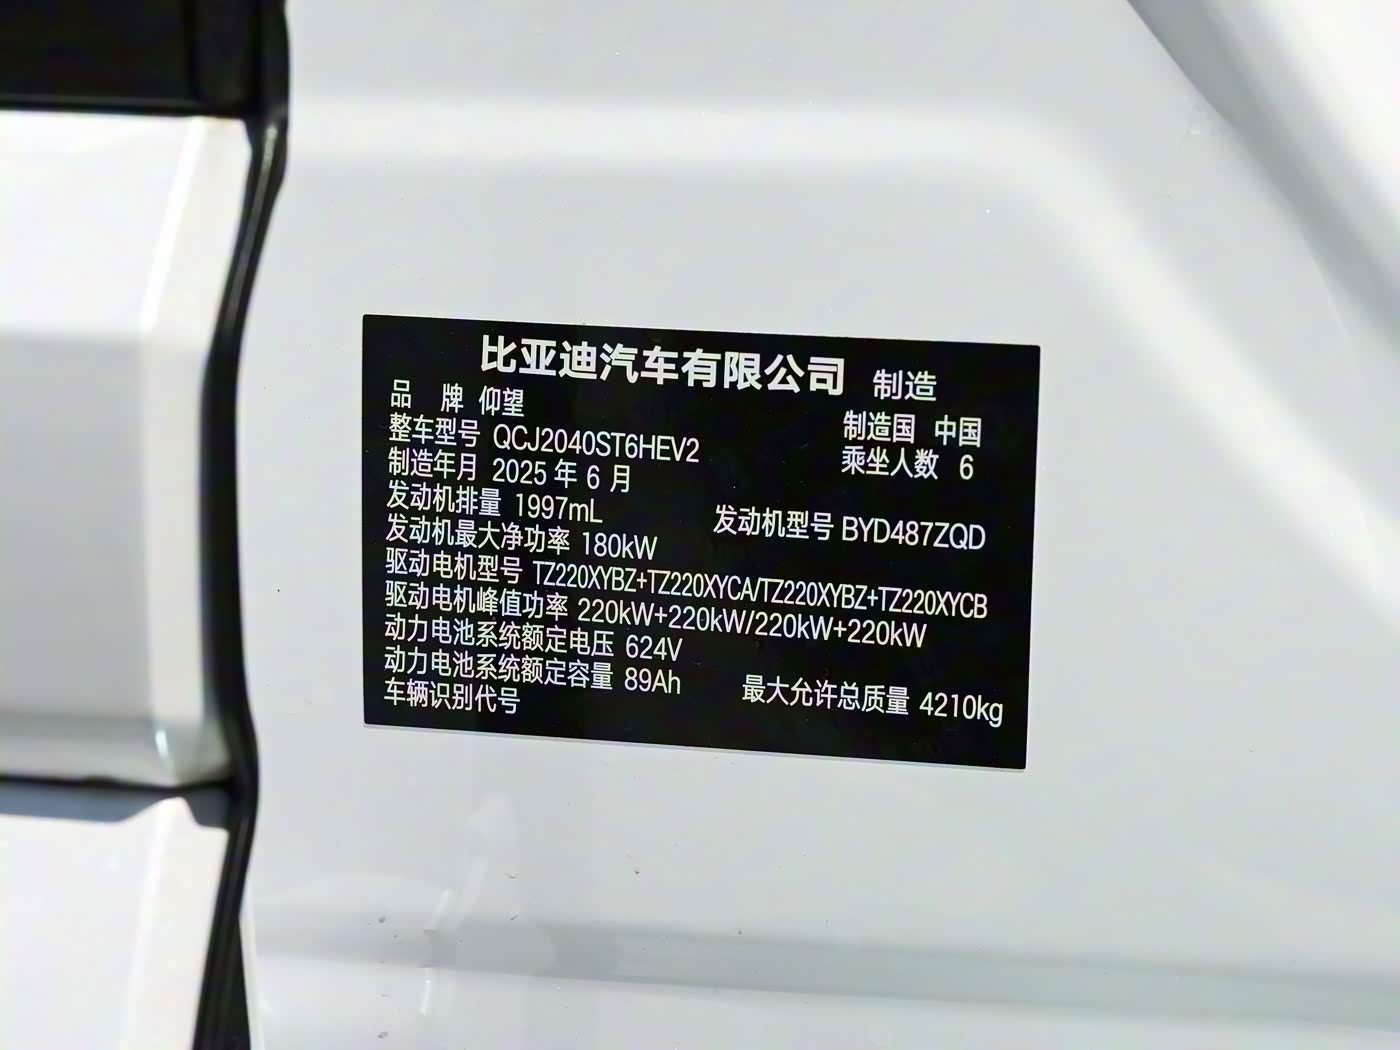 比亚迪汽车有限公司 制造
品 牌 仰望
制造国 中国
整车型号 QCJ2040ST6HEV2
乘坐人数 6
制造年月 2025 年 6 月
发动机排量 1997mL
发动机型号 BYD487ZQD
发动机最大净功率 180kW
驱动电机型号 TZ220XYBZ+TZ220XYCA/TZ220XYBZ+TZ220XYCB
驱动电机峰值功率 220kW+220kW/220kW+220kW
动力电池系统额定电压 624V
动力电池系统额定容量 89Ah
最大允许总质量 4210kg
车辆识别代号